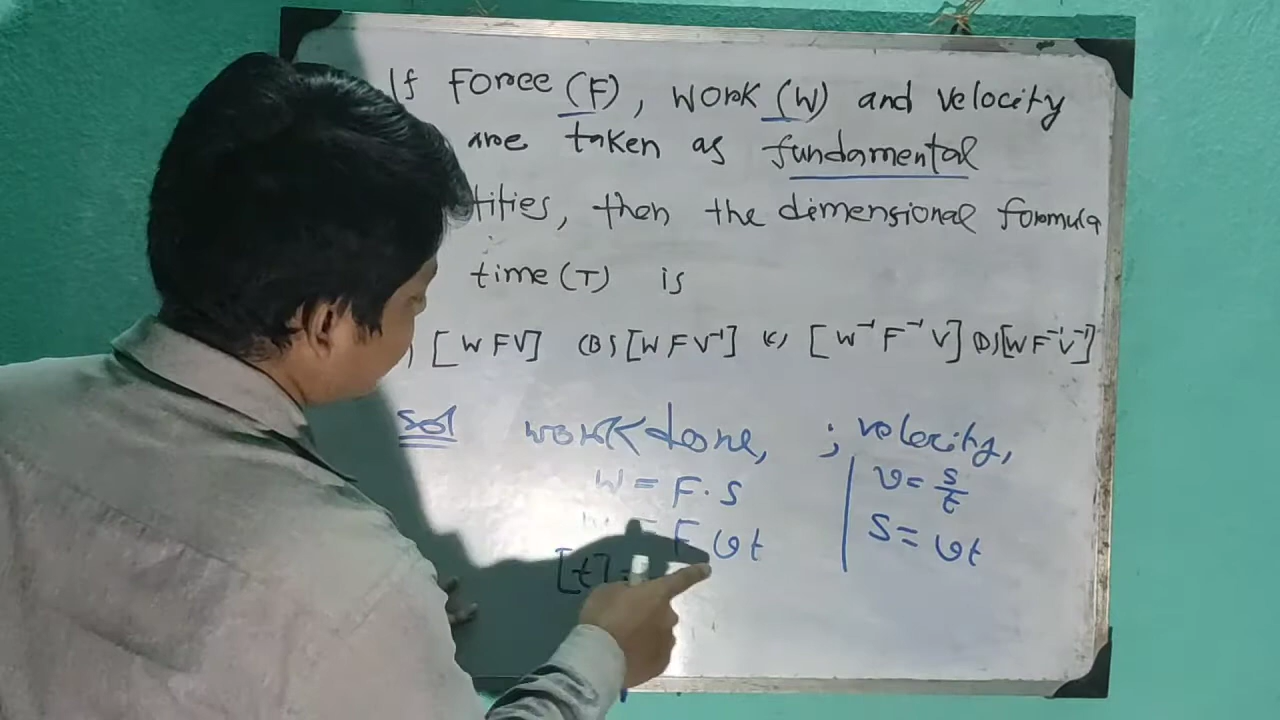 If Force (F), work (W) and velocity
are taken as fundamental
tities, then the dimensional formula
time (T) is
) [W F V] (B) [W F V⁻¹] (C) [W⁻¹ F⁻¹ V] (D) [W F⁻¹ V⁻¹]
Sol work done, ; velocity,
W = F·S v = s/t
W = F v t S = vt
[t] =